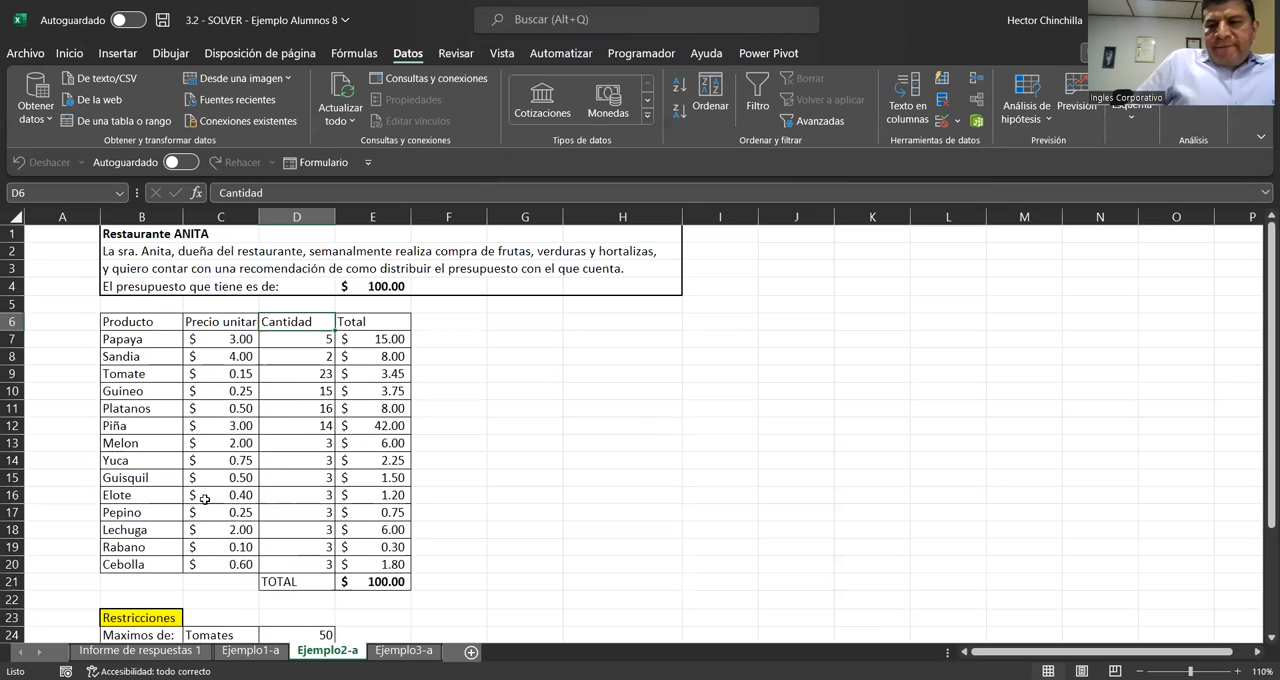 Autoguardado
3.2 - SOLVER - Ejemplo Alumnos 8
Buscar (Alt+Q)
Hector Chinchilla
Archivo Inicio Insertar Dibujar Disposición de página Fórmulas Datos Revisar Vista Automatizar Programador Ayuda Power Pivot
Obtener datos
De texto/CSV
De la web
De una tabla o rango
Desde una imagen
Fuentes recientes
Conexiones existentes
Obtener y transformar datos
Actualizar todo
Consultas y conexiones
Propiedades
Editar vínculos
Consultas y conexiones
Cotizaciones
Monedas
Tipos de datos
Ordenar
Filtro
Borrar
Volver a aplicar
Avanzadas
Ordenar y filtrar
Texto en columnas
Herramientas de datos
Análisis de hipótesis
Previsión
Previsión
Esquema
Análisis
Ingles Corporativo
Deshacer Autoguardado Rehacer Formulario
D6 fx Cantidad
A B C D E F G H I J K L M N O P
1 Restaurante ANITA
2 La sra. Anita, dueña del restaurante, semanalmente realiza compra de frutas, verduras y hortalizas,
3 y quiero contar con una recomendación de como distribuir el presupuesto con el que cuenta.
4 El presupuesto que tiene es de: $ 100.00
5
6 Producto Precio unitar Cantidad Total
7 Papaya $ 3.00 5 $ 15.00
8 Sandia $ 4.00 2 $ 8.00
9 Tomate $ 0.15 23 $ 3.45
10 Guineo $ 0.25 15 $ 3.75
11 Platanos $ 0.50 16 $ 8.00
12 Piña $ 3.00 14 $ 42.00
13 Melon $ 2.00 3 $ 6.00
14 Yuca $ 0.75 3 $ 2.25
15 Guisquil $ 0.50 3 $ 1.50
16 Elote $ 0.40 3 $ 1.20
17 Pepino $ 0.25 3 $ 0.75
18 Lechuga $ 2.00 3 $ 6.00
19 Rabano $ 0.10 3 $ 0.30
20 Cebolla $ 0.60 3 $ 1.80
21 TOTAL $ 100.00
22
23 Restricciones
24 Maximos de: Tomates 50
Informe de respuestas 1 Ejemplo1-a Ejemplo2-a Ejemplo3-a
Listo Accesibilidad: todo correcto 110%